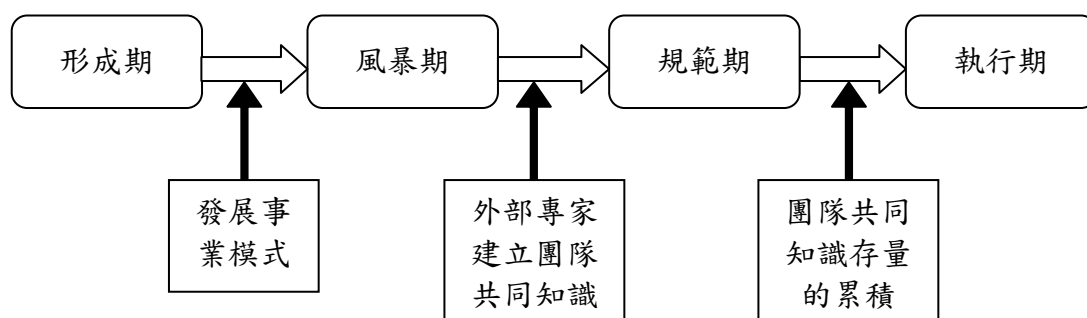 形成期
風暴期
規範期
執行期
發展事
業模式
外部專家
建立團隊
共同知識
團隊共同
知識存量
的累積